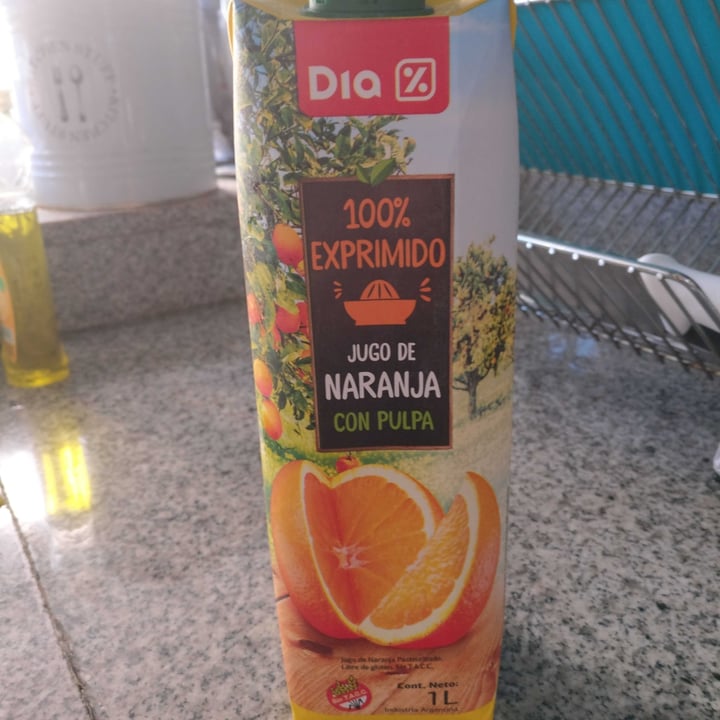 DIA %
100%
EXPRIMIDO
JUGO DE
NARANJA
CON PULPA
Jugo de Naranja Pasteurizado.
Libre de gluten. Sin T.A.C.C.
Cont. Neto:
1L
Sin T.A.C.C.
Industria Argentina